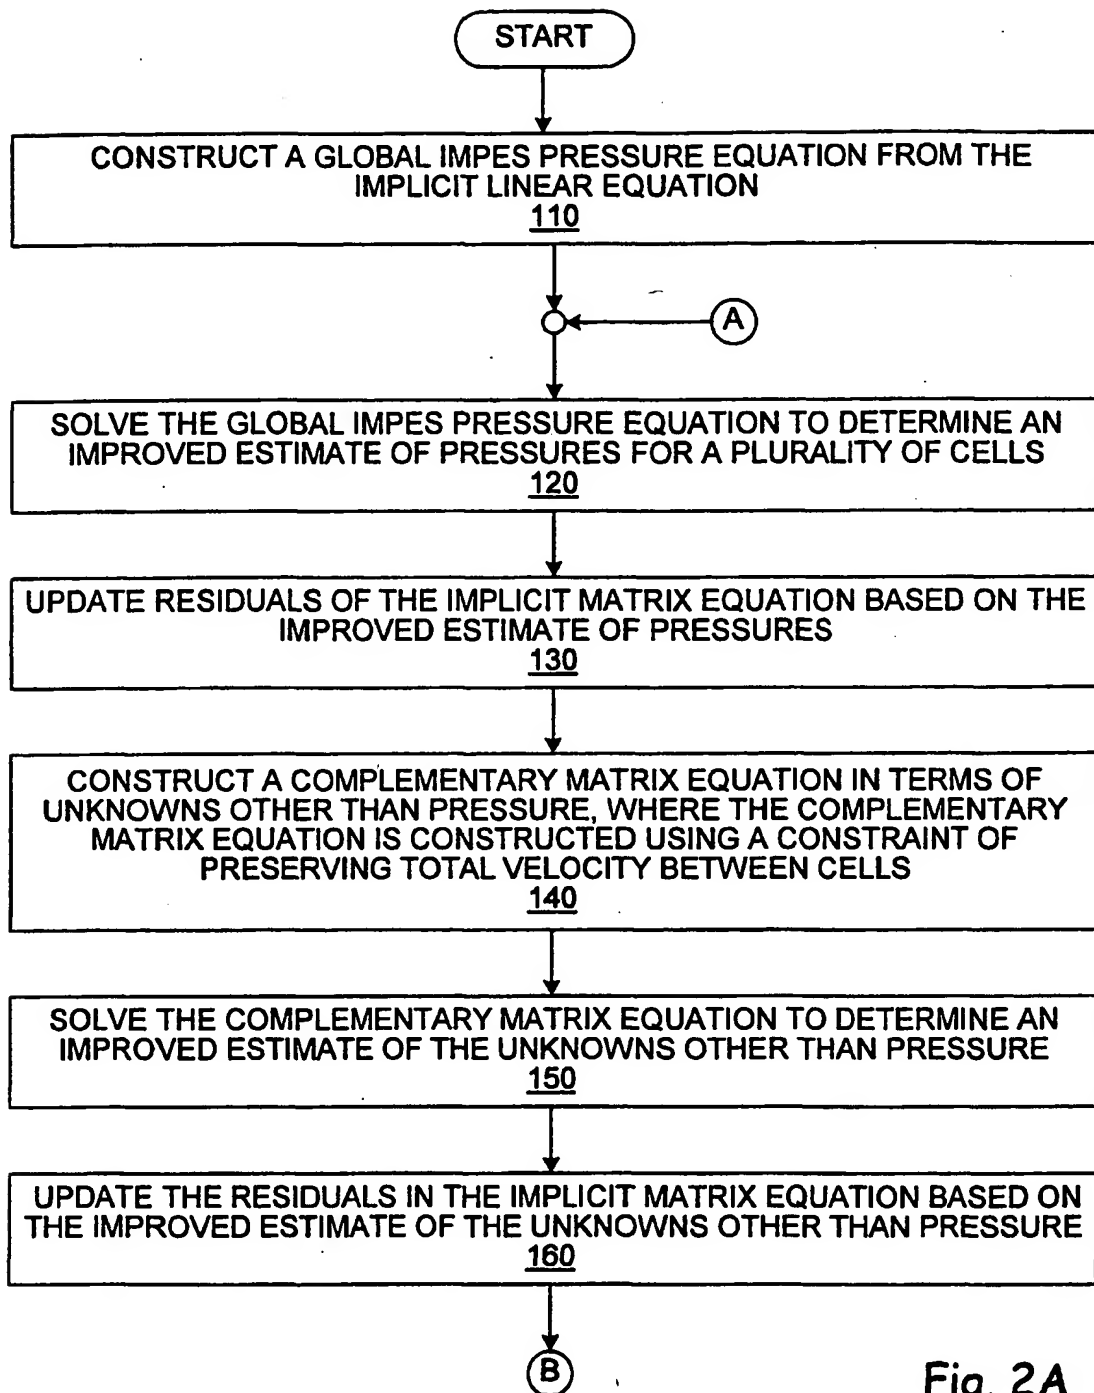 START
CONSTRUCT A GLOBAL IMPES PRESSURE EQUATION FROM THE
IMPLICIT LINEAR EQUATION
110
A
SOLVE THE GLOBAL IMPES PRESSURE EQUATION TO DETERMINE AN
IMPROVED ESTIMATE OF PRESSURES FOR A PLURALITY OF CELLS
120
UPDATE RESIDUALS OF THE IMPLICIT MATRIX EQUATION BASED ON THE
IMPROVED ESTIMATE OF PRESSURES
130
CONSTRUCT A COMPLEMENTARY MATRIX EQUATION IN TERMS OF
UNKNOWNS OTHER THAN PRESSURE, WHERE THE COMPLEMENTARY
MATRIX EQUATION IS CONSTRUCTED USING A CONSTRAINT OF
PRESERVING TOTAL VELOCITY BETWEEN CELLS
140
SOLVE THE COMPLEMENTARY MATRIX EQUATION TO DETERMINE AN
IMPROVED ESTIMATE OF THE UNKNOWNS OTHER THAN PRESSURE
150
UPDATE THE RESIDUALS IN THE IMPLICIT MATRIX EQUATION BASED ON
THE IMPROVED ESTIMATE OF THE UNKNOWNS OTHER THAN PRESSURE
160
B
Fig. 2A